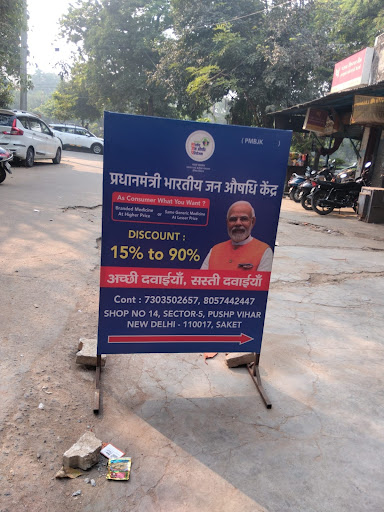 ( PMBJK )
प्रधानमंत्री भारतीय जन औषधि केंद्र
As Consumer What You Want ?
Branded Medicine At Higher Price
Same Generic Medicine At Lower Price
DISCOUNT :
15% to 90%
अच्छी दवाईयाँ, सस्ती दवाईयाँ
Cont : 7303502657, 8057442447
SHOP NO 14, SECTOR-5, PUSHP VIHAR
NEW DELHI - 110017, SAKET